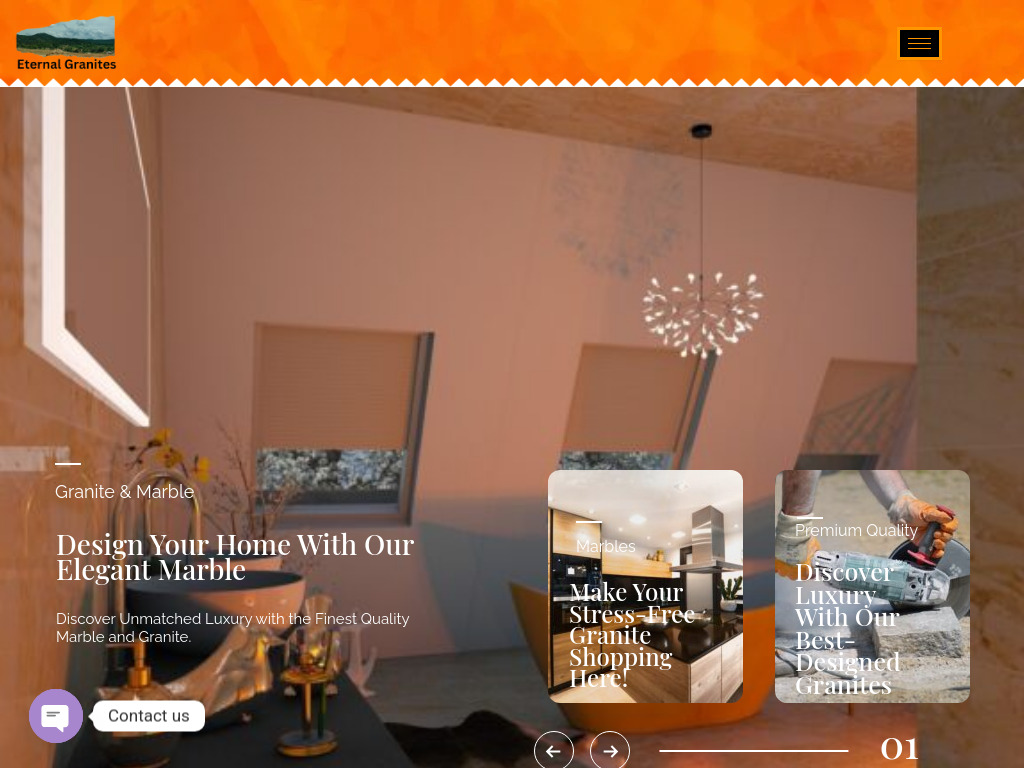 Eternal Granites
Granite & Marble
Design Your Home With Our
Elegant Marble
Discover Unmatched Luxury with the Finest Quality
Marble and Granite.
Marbles
Make Your
Stress-Free
Granite
Shopping
Here!
Premium Quality
Discover
Luxury
With Our
Best-
Designed
Granites
Contact us
01